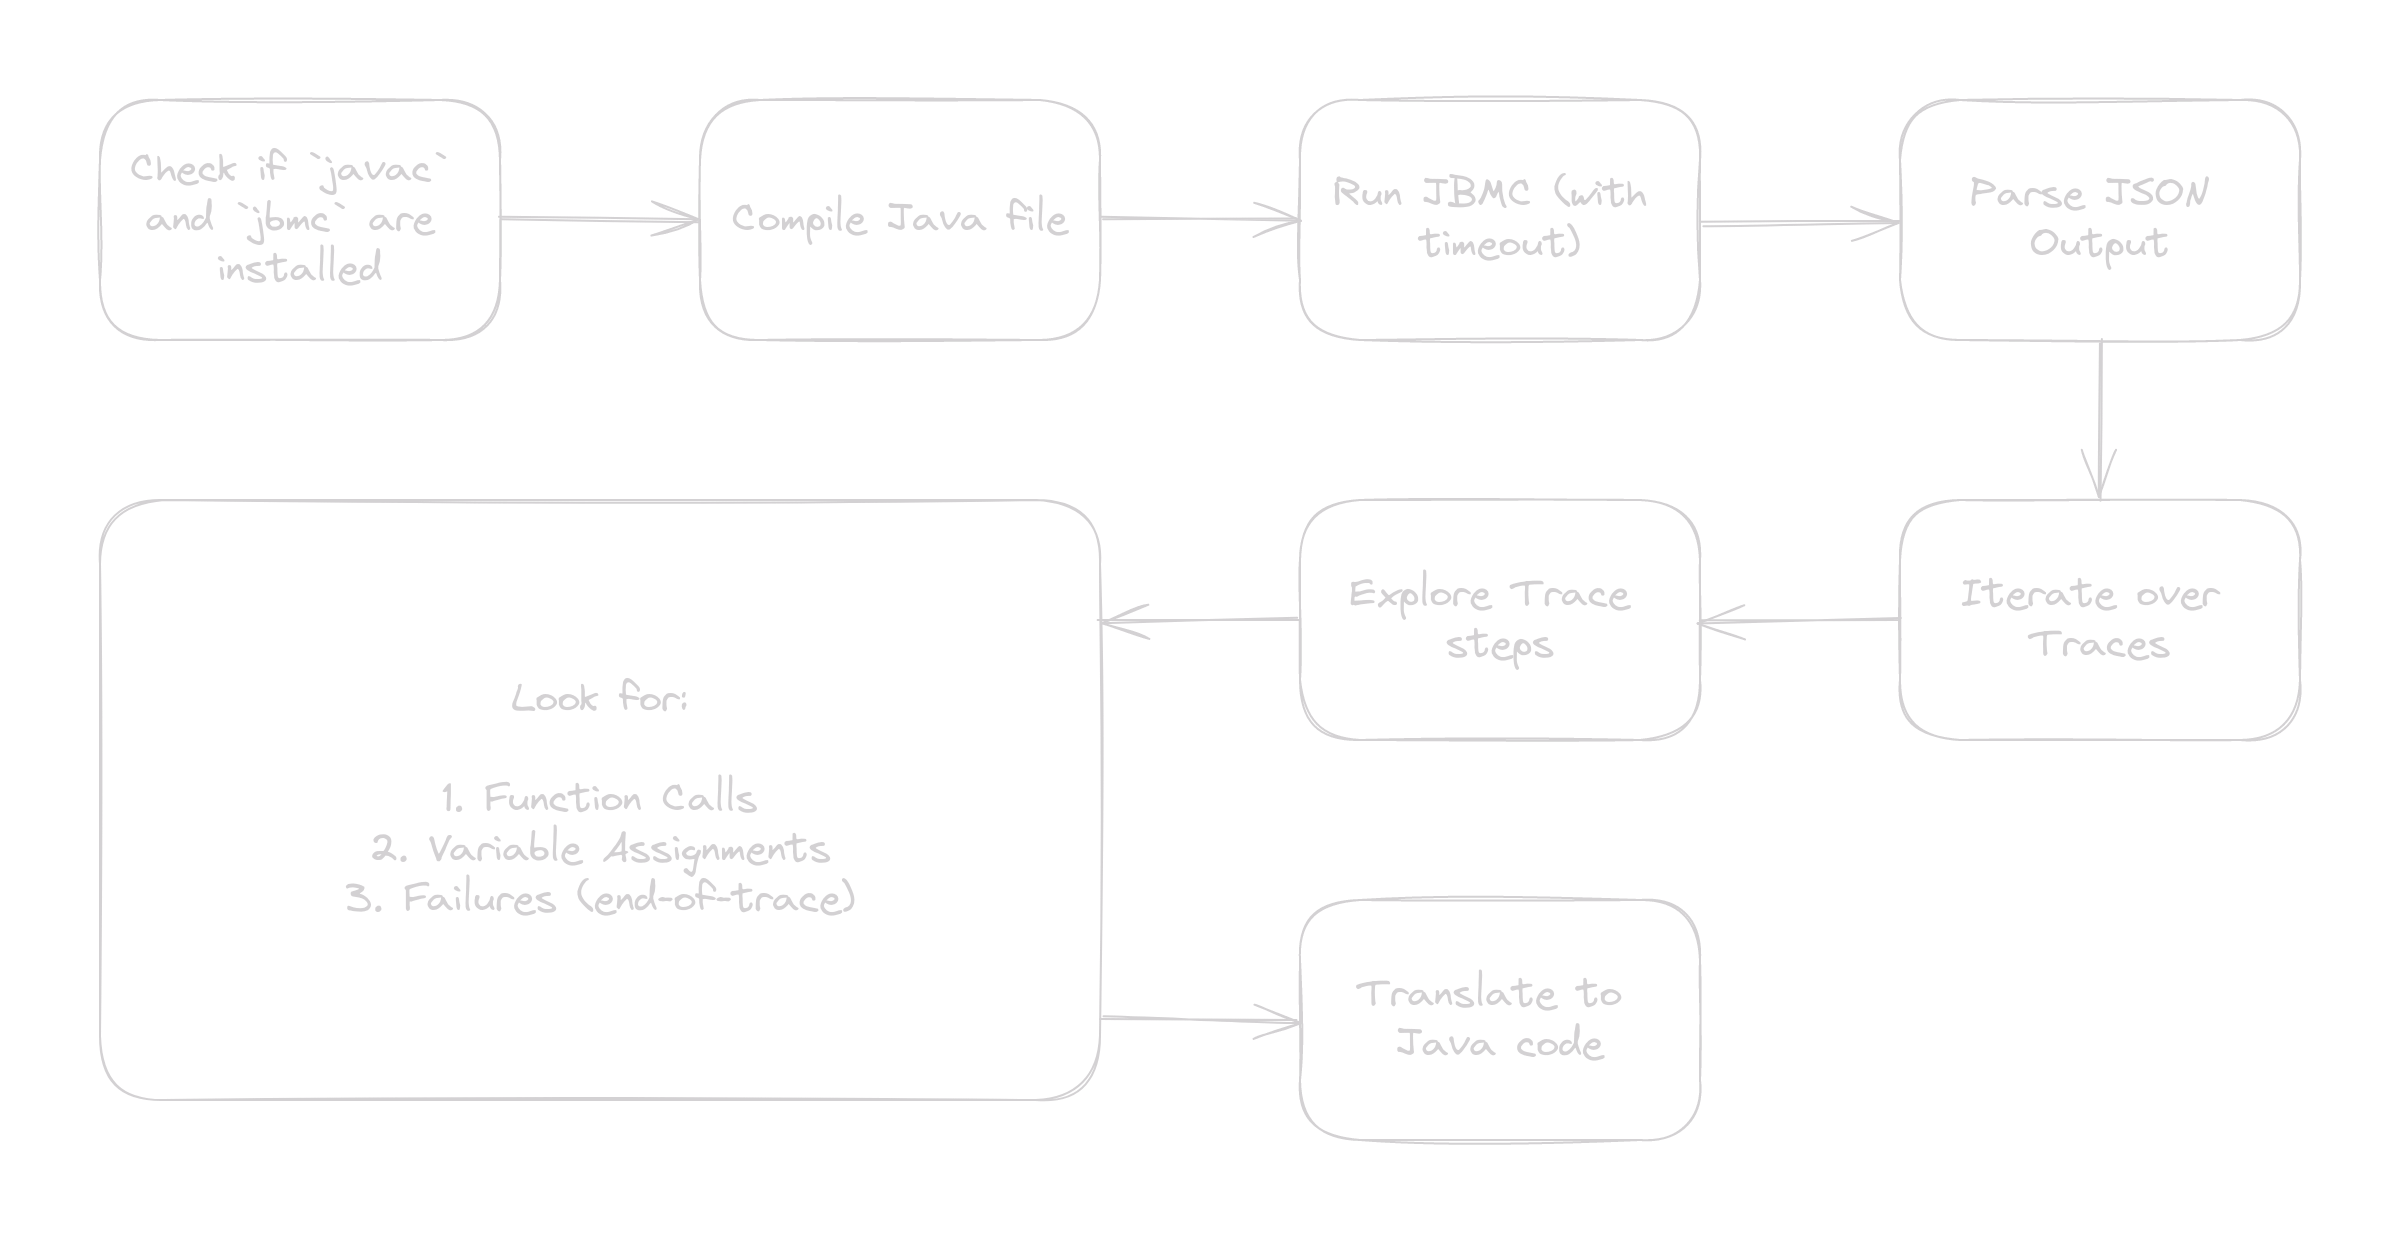 Check if `javac`
and `jbmc` are
installed
Compile Java file
Run JBMC (with
timeout)
Parse JSON
Output
Iterate over
Traces
Explore Trace
steps
Look for:
1. Function Calls
2. Variable Assignments
3. Failures (end-of-trace)
Translate to
Java code